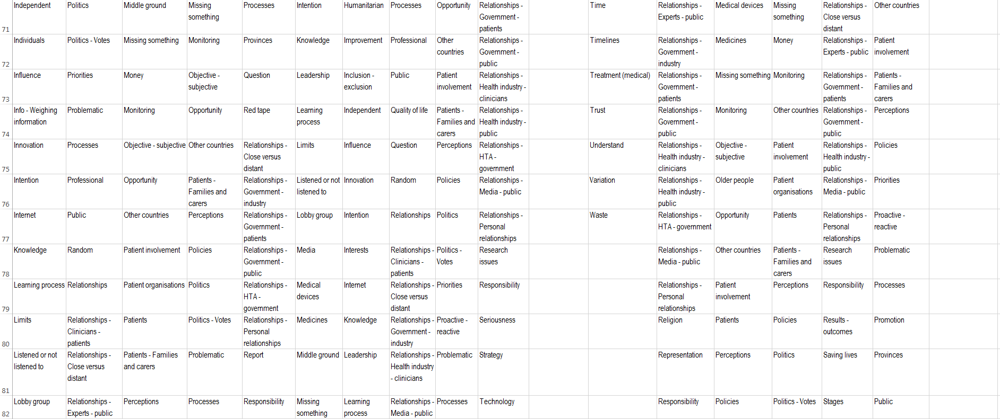 Independent Politics Middle ground Missing Processes Intention Humanitarian Processes Opportunity Relationships - Time Relationships - Medical devices Missing Relationships - Other countries
something Government - Experts - public something Close versus
71 patients distant
Individuals Politics - Votes Missing something Monitoring Provinces Knowledge Improvement Professional Other Relationships - Timelines Relationships - Medicines Money Relationships - Patient
countries Government - Government - Experts - public involvement
72 public industry
Influence Priorities Money Objective - Question Leadership Inclusion - Public Patient Relationships - Treatment (medical) Relationships - Missing something Monitoring Relationships - Patients -
subjective exclusion involvement Health industry - Government - Government - Families and
73 clinicians patients patients carers
Info - Weighing Problematic Monitoring Opportunity Red tape Learning Independent Quality of life Patients - Relationships - Trust Relationships - Monitoring Other countries Relationships - Perceptions
information process Families and Health industry - Government - Government -
74 carers public public public
Innovation Processes Objective - subjective Other countries Relationships - Limits Influence Question Perceptions Relationships - Understand Relationships - Objective - Patient Relationships - Policies
Close versus HTA - Health industry - subjective involvement Health industry -
75 distant government clinicians public
Intention Professional Opportunity Patients - Relationships - Listened or not Innovation Random Policies Relationships - Variation Relationships - Older people Patient Relationships - Priorities
Families and Government - listened to Media - public Health industry - organisations Media - public
76 carers industry public
Internet Public Other countries Perceptions Relationships - Lobby group Intention Relationships Politics Relationships - Waste Relationships - Opportunity Patients Relationships - Proactive -
Government - Personal HTA - government Personal reactive
77 patients relationships relationships
Knowledge Random Patient involvement Policies Relationships - Media Interests Relationships - Politics - Research Relationships - Other countries Patients - Research Problematic
Government - Clinicians - Votes issues Media - public Families and issues
78 public patients carers
Learning process Relationships Patient organisations Politics Relationships - Medical Internet Relationships - Priorities Responsibility Relationships - Patient Perceptions Responsibility Processes
HTA - devices Close versus Personal involvement
79 government distant relationships
Limits Relationships - Patients Politics - Votes Relationships - Medicines Knowledge Relationships - Proactive - Seriousness Religion Patients Policies Results - Promotion
Clinicians - Personal Government - reactive outcomes
80 patients relationships industry
Listened or not Relationships - Patients - Families Problematic Report Middle ground Leadership Relationships - Problematic Strategy Representation Perceptions Politics Saving lives Provinces
listened to Close versus and carers Health industry
distant - clinicians
81
Lobby group Relationships - Perceptions Processes Responsibility Missing Learning Relationships - Processes Technology Responsibility Policies Politics - Votes Stages Public
82 Experts - public something process Media - public